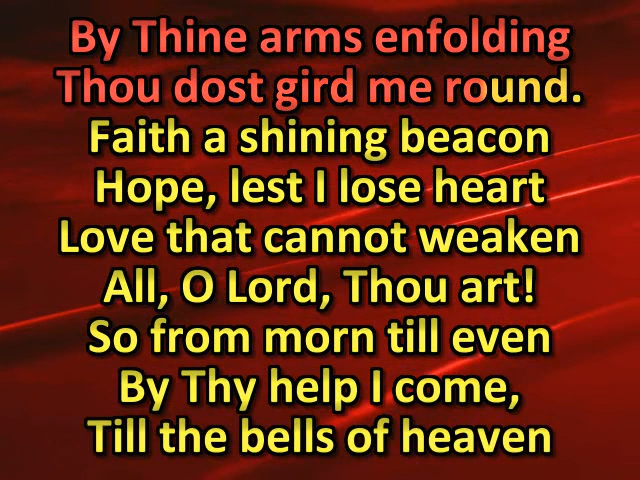 By Thine arms enfolding
Thou dost gird me round.
Faith a shining beacon
Hope, lest I lose heart
Love that cannot weaken
All, O Lord, Thou art!
So from morn till even
By Thy help I come,
Till the bells of heaven